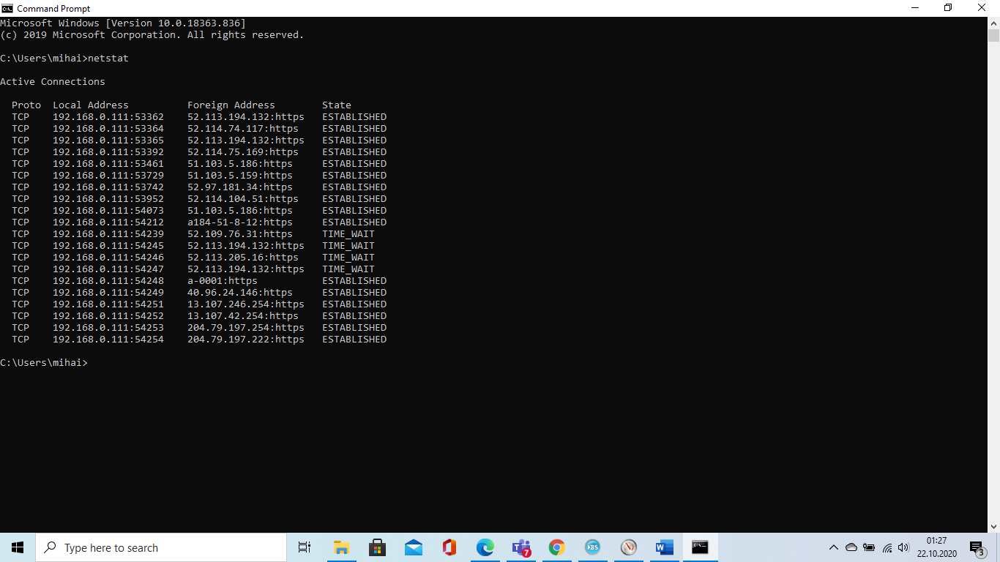 Command Prompt
Microsoft Windows [Version 10.0.18363.836]
(c) 2019 Microsoft Corporation. All rights reserved.
C:\Users\mihai>netstat
Active Connections
Proto  Local Address          Foreign Address        State
TCP    192.168.0.111:53362    52.113.194.132:https   ESTABLISHED
TCP    192.168.0.111:53364    52.114.74.117:https    ESTABLISHED
TCP    192.168.0.111:53365    52.113.194.132:https   ESTABLISHED
TCP    192.168.0.111:53392    52.114.75.169:https    ESTABLISHED
TCP    192.168.0.111:53461    51.103.5.186:https     ESTABLISHED
TCP    192.168.0.111:53729    51.103.5.159:https     ESTABLISHED
TCP    192.168.0.111:53742    52.97.181.34:https     ESTABLISHED
TCP    192.168.0.111:53952    52.114.104.51:https    ESTABLISHED
TCP    192.168.0.111:54073    51.103.5.186:https     ESTABLISHED
TCP    192.168.0.111:54212    a184-51-8-12:https     ESTABLISHED
TCP    192.168.0.111:54239    52.109.76.31:https     TIME_WAIT
TCP    192.168.0.111:54245    52.113.194.132:https   TIME_WAIT
TCP    192.168.0.111:54246    52.113.205.16:https    TIME_WAIT
TCP    192.168.0.111:54247    52.113.194.132:https   TIME_WAIT
TCP    192.168.0.111:54248    a-0001:https           ESTABLISHED
TCP    192.168.0.111:54249    40.96.24.146:https     ESTABLISHED
TCP    192.168.0.111:54251    13.107.246.254:https   ESTABLISHED
TCP    192.168.0.111:54252    13.107.42.254:https    ESTABLISHED
TCP    192.168.0.111:54253    204.79.197.254:https   ESTABLISHED
TCP    192.168.0.111:54254    204.79.197.222:https   ESTABLISHED
C:\Users\mihai>
Type here to search
7
01:27
22.10.2020
3